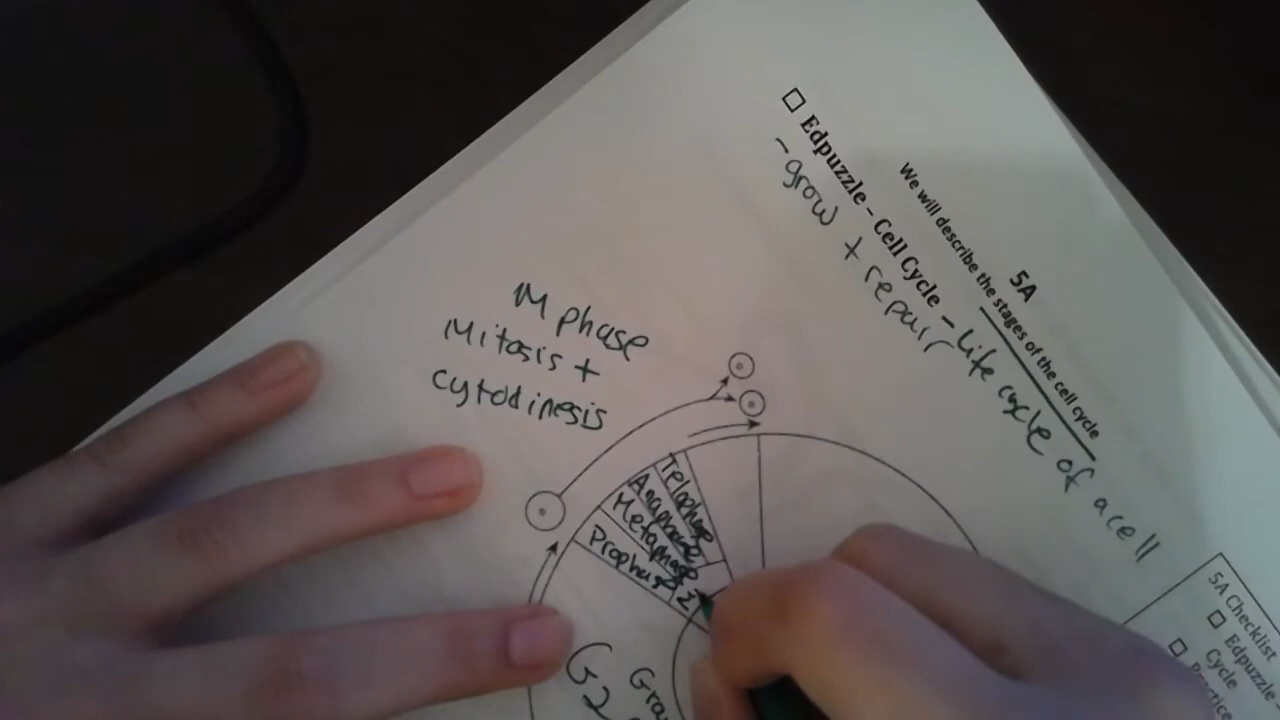 5A
We will describe the stages of the cell cycle
☐ Edpuzzle - Cell Cycle - life cycle of a cell
- grow + repair
M phase
Mitosis +
cytokinesis
Telophase
Anaphase
Metaphase
Prophase
G2
5A Checklist
☐ Edpuzzle -
Cycle